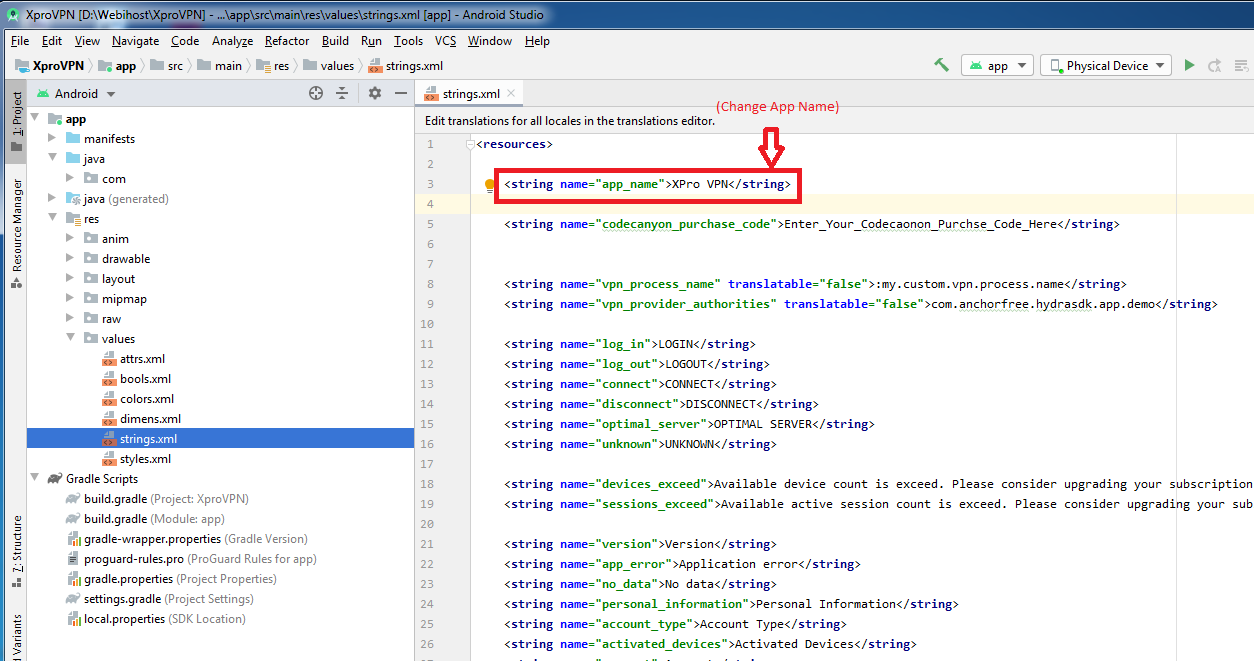 XproVPN [D:\Webihost\XproVPN] - ...\app\src\main\res\values\strings.xml [app] - Android Studio
File Edit View Navigate Code Analyze Refactor Build Run Tools VCS Window Help
XproVPN app src main res values strings.xml app Physical Device
1: Project
Resource Manager
7: Structure
d Variants
Android
app
manifests
java
com
java (generated)
res
anim
drawable
layout
mipmap
raw
values
attrs.xml
bools.xml
colors.xml
dimens.xml
strings.xml
styles.xml
Gradle Scripts
build.gradle (Project: XproVPN)
build.gradle (Module: app)
gradle-wrapper.properties (Gradle Version)
proguard-rules.pro (ProGuard Rules for app)
gradle.properties (Project Properties)
settings.gradle (Project Settings)
local.properties (SDK Location)
strings.xml
(Change App Name)
Edit translations for all locales in the translations editor.
1 <resources>
2
3 <string name="app_name">XPro VPN</string>
4
5 <string name="codecanyon_purchase_code">Enter_Your_Codecaonon_Purchse_Code_Here</string>
6
7
8 <string name="vpn_process_name" translatable="false">:my.custom.vpn.process.name</string>
9 <string name="vpn_provider_authorities" translatable="false">com.anchorfree.hydrasdk.app.demo</string>
10
11 <string name="log_in">LOGIN</string>
12 <string name="log_out">LOGOUT</string>
13 <string name="connect">CONNECT</string>
14 <string name="disconnect">DISCONNECT</string>
15 <string name="optimal_server">OPTIMAL SERVER</string>
16 <string name="unknown">UNKNOWN</string>
17
18 <string name="devices_exceed">Available device count is exceed. Please consider upgrading your subscription
19 <string name="sessions_exceed">Available active session count is exceed. Please consider upgrading your sub
20
21 <string name="version">Version</string>
22 <string name="app_error">Application error</string>
23 <string name="no_data">No data</string>
24 <string name="personal_information">Personal Information</string>
25 <string name="account_type">Account Type</string>
26 <string name="activated_devices">Activated Devices</string>